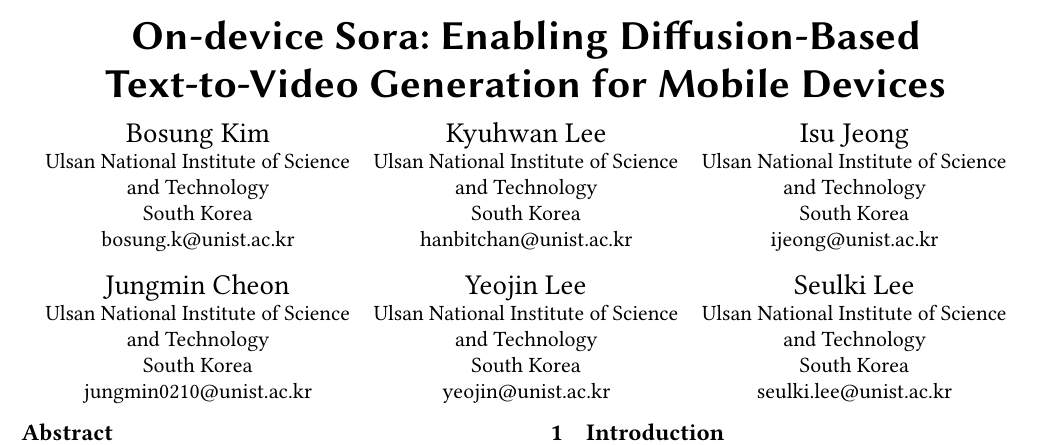 On-device Sora: Enabling Diffusion-Based
Text-to-Video Generation for Mobile Devices
Bosung Kim
Ulsan National Institute of Science
and Technology
South Korea
bosung.k@unist.ac.kr
Kyuhwan Lee
Ulsan National Institute of Science
and Technology
South Korea
hanbitchan@unist.ac.kr
Isu Jeong
Ulsan National Institute of Science
and Technology
South Korea
ijeong@unist.ac.kr
Jungmin Cheon
Ulsan National Institute of Science
and Technology
South Korea
jungmin0210@unist.ac.kr
Yeojin Lee
Ulsan National Institute of Science
and Technology
South Korea
yeojin@unist.ac.kr
Seulki Lee
Ulsan National Institute of Science
and Technology
South Korea
seulki.lee@unist.ac.kr
Abstract
1 Introduction